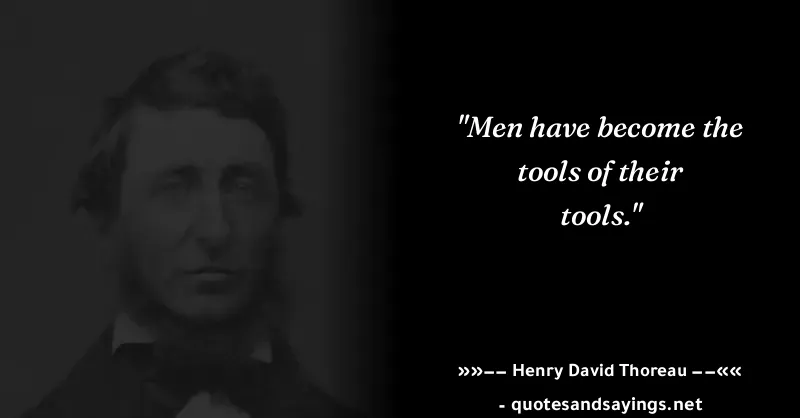 "Men have become the
tools of their
tools."
»»−− Henry David Thoreau −−««
- quotesandsayings.net